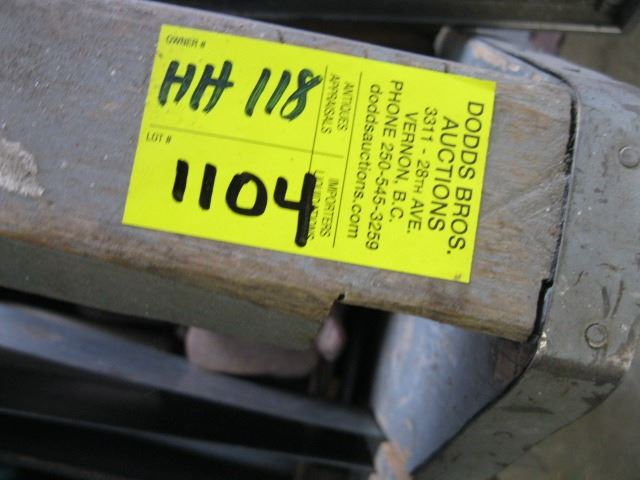 OWNER #
HH 118
LOT #
1104
ANTIQUES
APPRAISALS
IMPORTERS
LIQUIDATIONS
DODDS BROS.
AUCTIONS
3311 - 28TH AVE.
VERNON, B.C.
PHONE 250-545-3259
doddsauctions.com